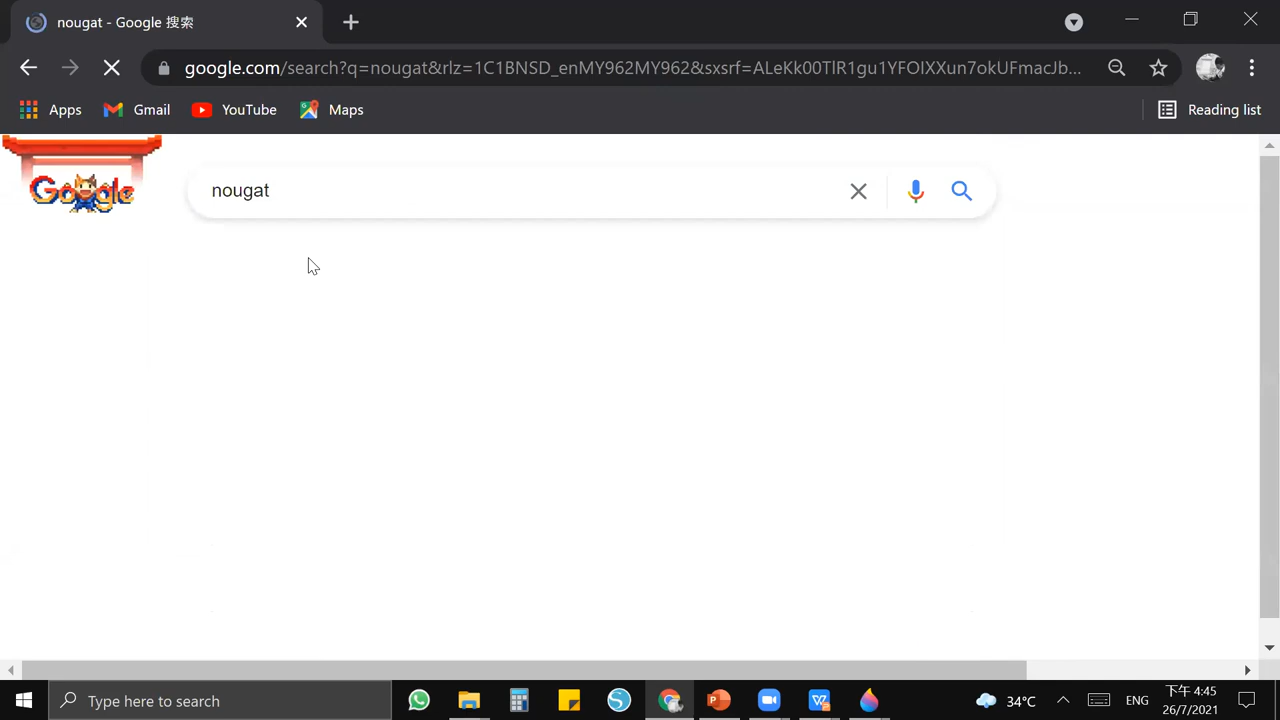 nougat - Google 搜索
google.com/search?q=nougat&rlz=1C1BNSD_enMY962MY962&sxsrf=ALeKk00TlR1gu1YFOlXXun7okUFmacJb...
Apps Gmail YouTube Maps Reading list
Google nougat
Type here to search 34°C ENG 下午 4:45
26/7/2021